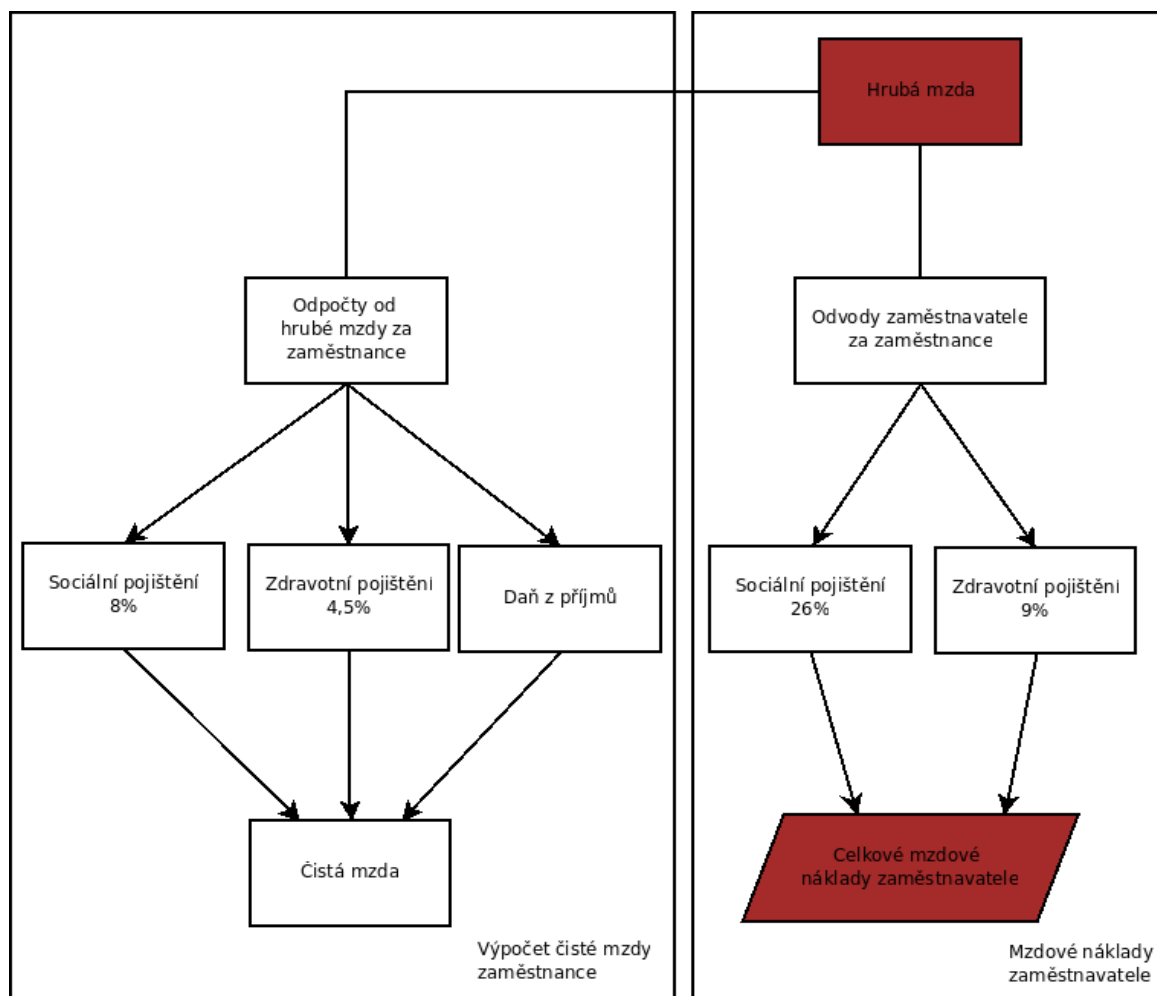 Hrubá mzda
Odpočty od
hrubé mzdy za
zaměstnance
Odvody zaměstnavatele
za zaměstnance
Sociální pojištění
8%
Zdravotní pojištění
4,5%
Daň z příjmů
Sociální pojištění
26%
Zdravotní pojištění
9%
Čistá mzda
Celkové mzdové
náklady zaměstnavatele
Výpočet čisté mzdy
zaměstnance
Mzdové náklady
zaměstnavatele